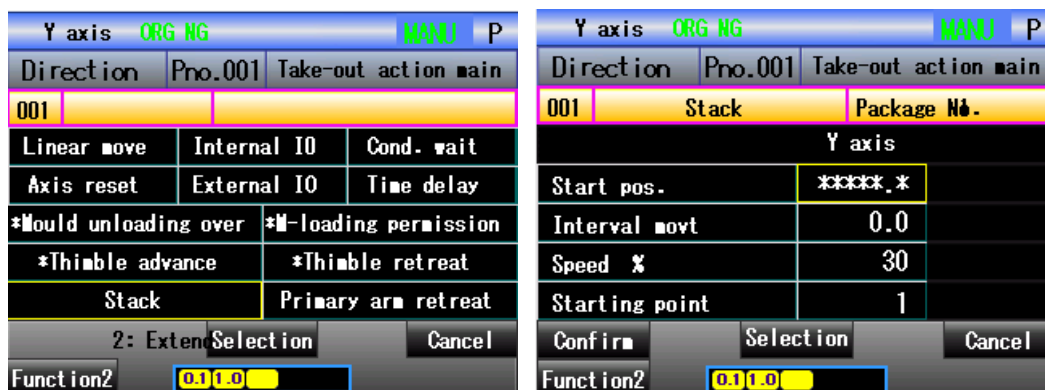 Y axis ORG NG MANU P
Direction Pno.001 Take-out action main
001
Linear move Internal IO Cond. wait
Axis reset External IO Time delay
*Mould unloading over *M-loading permission
*Thimble advance *Thimble retreat
Stack Primary arm retreat
2: Extend Selection Cancel
Function2 0.1 1.0
Y axis ORG NG MANU P
Direction Pno.001 Take-out action main
001 Stack Package No.
Y axis
Start pos. *****.*
Interval movt 0.0
Speed % 30
Starting point 1
Confirm Selection Cancel
Function2 0.1 1.0